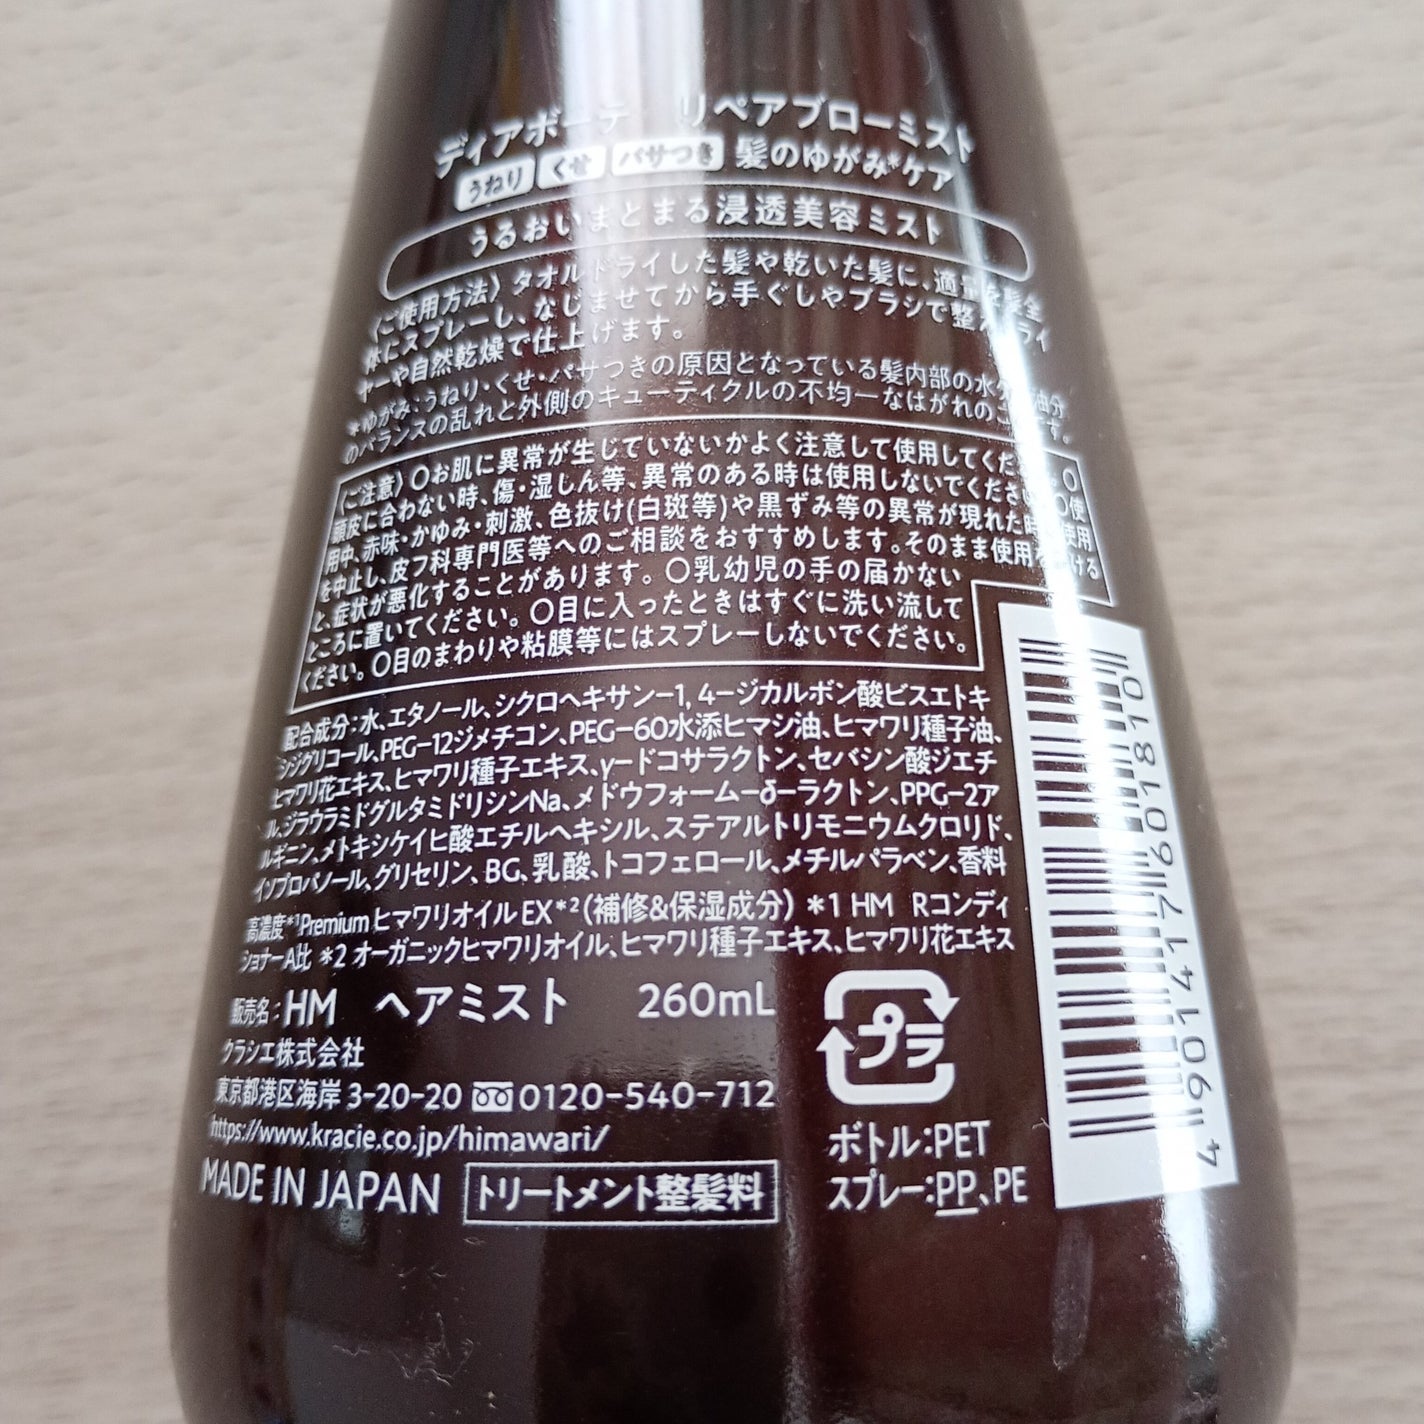 ディアボーテ　リペアブローミスト
うねり くせ パサつき 髪のゆがみ*ケア
うるおいまとまる浸透美容ミスト
〈ご使用方法〉タオルドライした髪や乾いた髪に、適量を髪全
体にスプレーし、なじませてから手ぐしやブラシで整え、ドライ
ヤーや自然乾燥で仕上げます。
*ゆがみ:うねり・くせ・パサつきの原因となっている髪内部の水分・油分
のバランスの乱れと外側のキューティクルの不均一なはがれのこと
〈ご注意〉〇お肌に異常が生じていないかよく注意して使用してください。〇
頭皮に合わない時、傷・湿しん等、異常のある時は使用しないでください。〇使
用中、赤味・かゆみ・刺激、色抜け(白斑等)や黒ずみ等の異常が現れた時は使用
を中止し、皮フ科専門医等へのご相談をおすすめします。そのまま使用を続ける
と、症状が悪化することがあります。〇乳幼児の手の届かない
ところに置いてください。〇目に入ったときはすぐに洗い流して
ください。〇目のまわりや粘膜等にはスプレーしないでください。
配合成分:水、エタノール、シクロヘキサン-1,4-ジカルボン酸ビスエトキ
シジグリコール、PEG-12ジメチコン、PEG-60水添ヒマシ油、ヒマワリ種子油、
ヒマワリ花エキス、ヒマワリ種子エキス、γ-ドコサラクトン、セバシン酸ジエチ
ル、ジラウラミドグルタミドリシンNa、メドウフォーム-δ-ラクトン、PPG-2ア
ルギニン、メトキシケイヒ酸エチルヘキシル、ステアルトリモニウムクロリド、
イソプロパノール、グリセリン、BG、乳酸、トコフェロール、メチルパラベン、香料
高濃度*¹Premium ヒマワリオイル EX*²(補修&保湿成分) *1 HM Rコンディ
ショナーA比 *2 オーガニックヒマワリオイル、ヒマワリ種子エキス、ヒマワリ花エキス
販売名:HM　ヘアミスト　260mL
クラシエ株式会社
東京都港区海岸 3-20-20 0120-540-712
https://www.kracie.co.jp/himawari/
MADE IN JAPAN トリートメント整髪料
プラ
ボトル:PET
スプレー:PP、PE
4 901417 601810